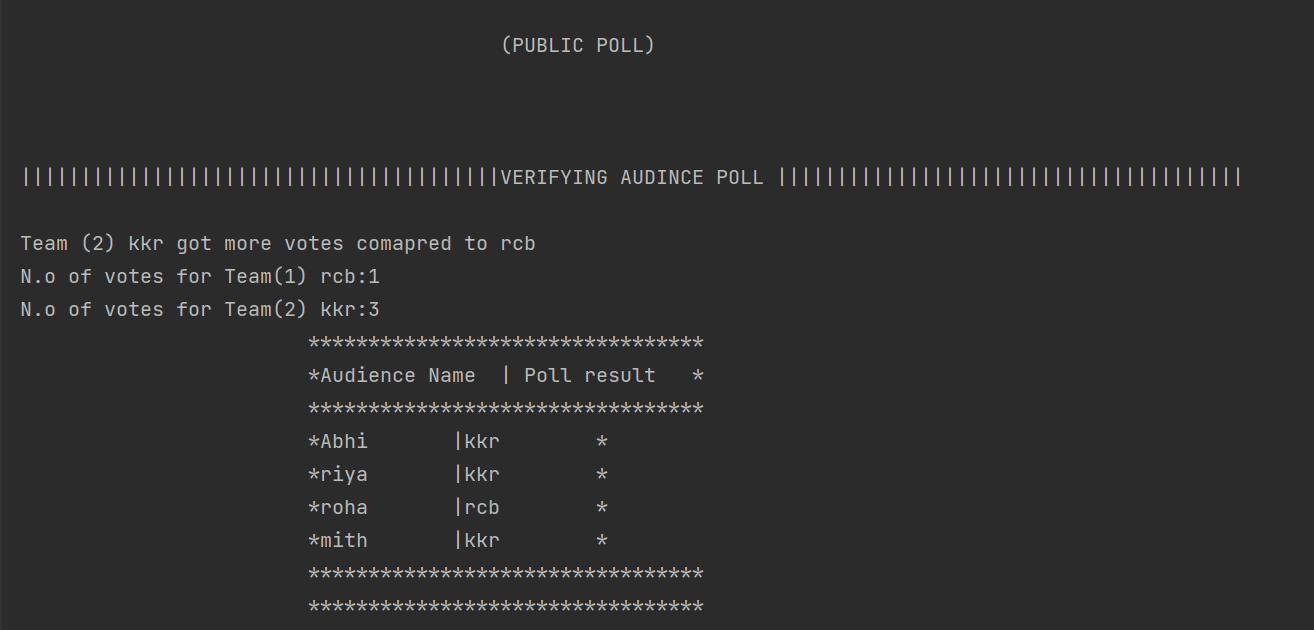 (PUBLIC POLL)
||||||||||||||||||||||||||||||||||||||||VERIFYING AUDINCE POLL |||||||||||||||||||||||||||||||||||||||
Team (2) kkr got more votes comapred to rcb
N.o of votes for Team(1) rcb:1
N.o of votes for Team(2) kkr:3
*********************************
*Audience Name  | Poll result   *
*********************************
*Abhi       |kkr        *
*riya       |kkr        *
*roha       |rcb        *
*mith       |kkr        *
*********************************
*********************************